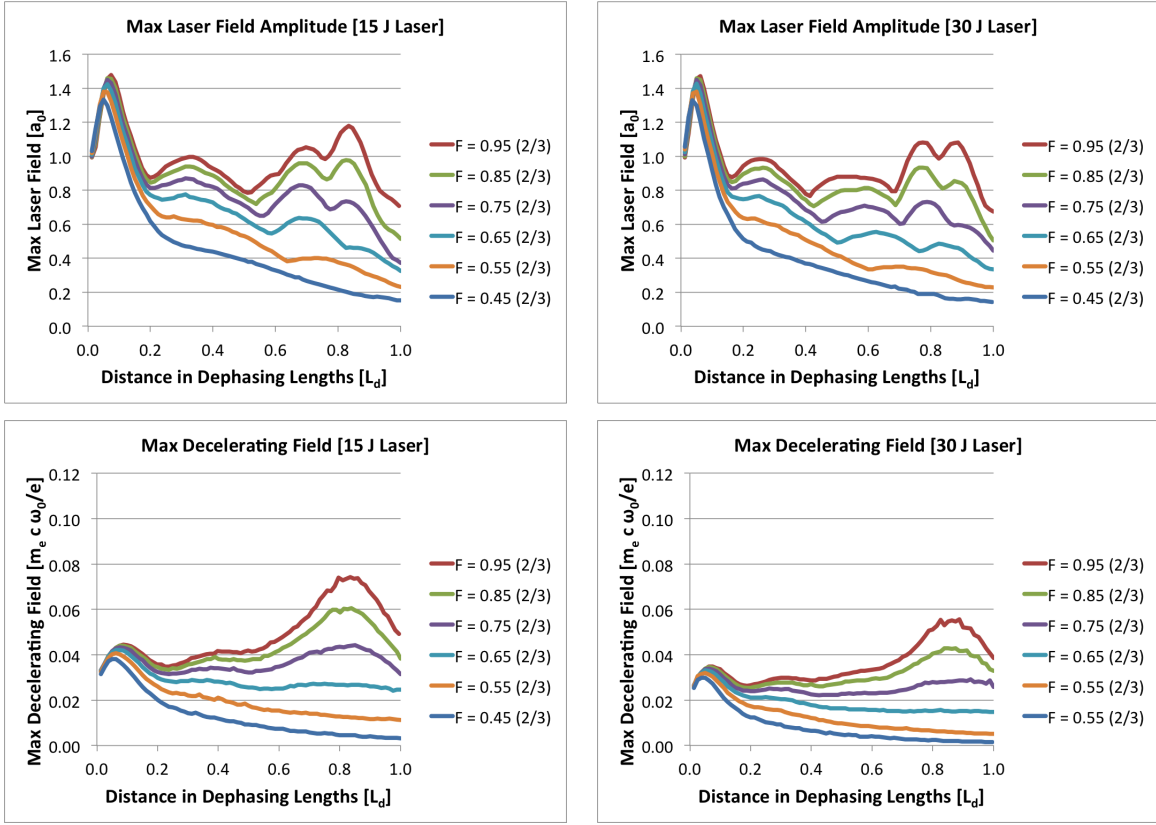 Max Laser Field Amplitude [15 J Laser]
Max Laser Field [a₀]
1.6
1.4
1.2
1.0
0.8
0.6
0.4
0.2
0.0
0.0 0.2 0.4 0.6 0.8 1.0
Distance in Dephasing Lengths [L_d]
F = 0.95 (2/3)
F = 0.85 (2/3)
F = 0.75 (2/3)
F = 0.65 (2/3)
F = 0.55 (2/3)
F = 0.45 (2/3)
Max Laser Field Amplitude [30 J Laser]
Max Laser Field [a₀]
1.6
1.4
1.2
1.0
0.8
0.6
0.4
0.2
0.0
0.0 0.2 0.4 0.6 0.8 1.0
Distance in Dephasing Lengths [L_d]
F = 0.95 (2/3)
F = 0.85 (2/3)
F = 0.75 (2/3)
F = 0.65 (2/3)
F = 0.55 (2/3)
F = 0.45 (2/3)
Max Decelerating Field [15 J Laser]
Max Decelerating Field [mₑ c ω₀/e]
0.12
0.10
0.08
0.06
0.04
0.02
0.00
0.0 0.2 0.4 0.6 0.8 1.0
Distance in Dephasing Lengths [L_d]
F = 0.95 (2/3)
F = 0.85 (2/3)
F = 0.75 (2/3)
F = 0.65 (2/3)
F = 0.55 (2/3)
F = 0.45 (2/3)
Max Decelerating Field [30 J Laser]
Max Decelerating Field [mₑ c ω₀/e]
0.12
0.10
0.08
0.06
0.04
0.02
0.00
0.0 0.2 0.4 0.6 0.8 1.0
Distance in Dephasing Lengths [L_d]
F = 0.95 (2/3)
F = 0.85 (2/3)
F = 0.75 (2/3)
F = 0.65 (2/3)
F = 0.55 (2/3)
F = 0.55 (2/3)